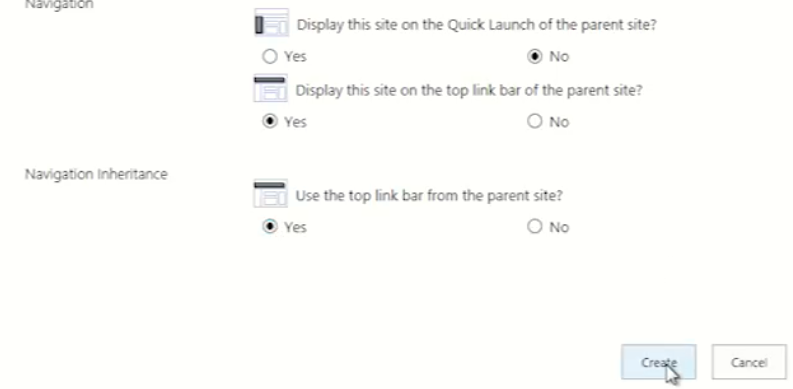 Navigation
Display this site on the Quick Launch of the parent site?
Yes No
Display this site on the top link bar of the parent site?
Yes No
Navigation Inheritance
Use the top link bar from the parent site?
Yes No
Create Cancel